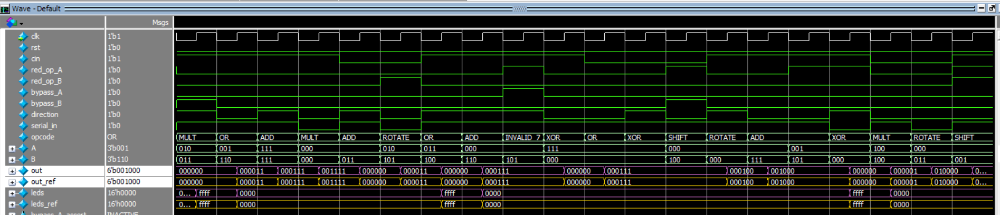 Wave - Default
Msgs
clk 1'b1
rst 1'b0
cin 1'b1
red_op_A 1'b0
red_op_B 1'b0
bypass_A 1'b0
bypass_B 1'b0
direction 1'b0
serial_in 1'b0
opcode OR MULT OR ADD MULT ADD ROTATE OR ADD INVALID_7 XOR OR XOR SHIFT ROTATE ADD XOR MULT ROTATE SHIFT
A 3'b001 010 001 111 000 010 011 000 111 000 001 100 000
B 3'b110 011 110 111 000 011 101 100 110 101 000 100 000 111 101 000 100 011 001
out 6'b001000 000000 000011 000111 001111 000000 000011 000000 000111 000000 000111 000100 001000 000000 000001 010000 0...
out_ref 6'b001000 000000 000011 000111 001111 000000 000011 000000 000111 000000 000111 000100 001000 000000 000001 010000 0...
leds 16'h0000 0... ffff 0000 ffff 0000 ffff 0000
leds_ref 16'h0000 0... ffff 0000 ffff 0000 ffff 0000
bypass_A_assert INACTIVE